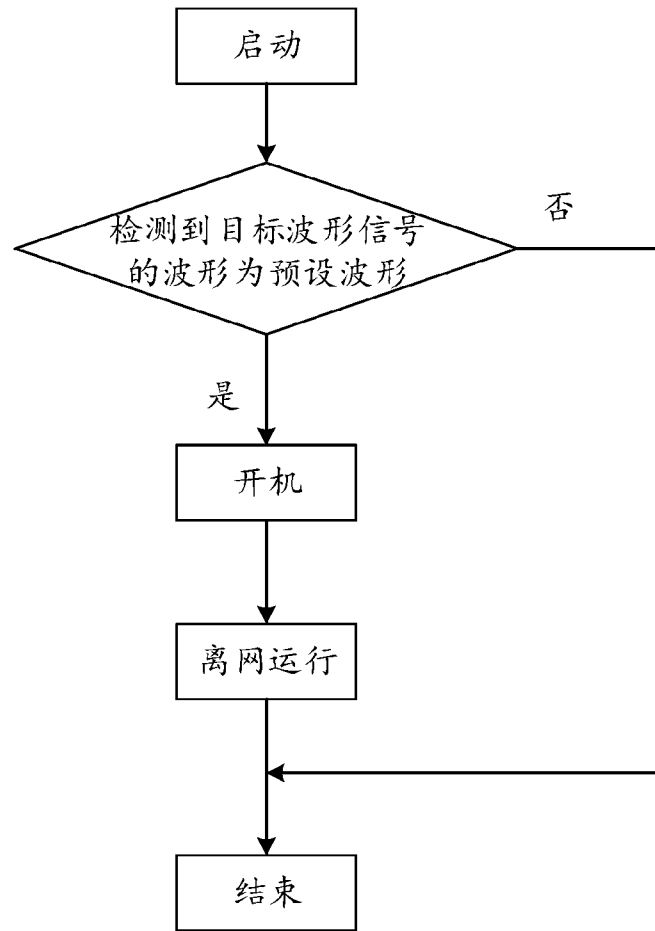 启动
检测到目标波形信号
的波形为预设波形
否
是
开机
离网运行
结束